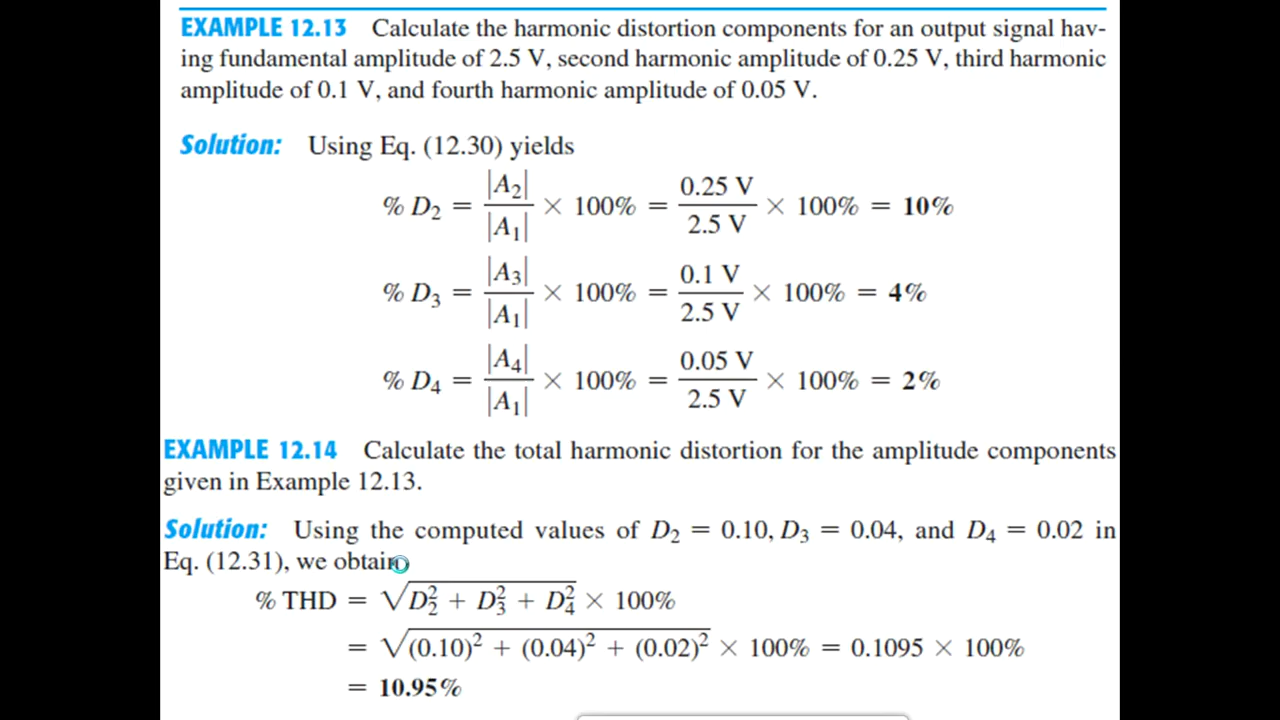 EXAMPLE 12.13 Calculate the harmonic distortion components for an output signal hav-
ing fundamental amplitude of 2.5 V, second harmonic amplitude of 0.25 V, third harmonic
amplitude of 0.1 V, and fourth harmonic amplitude of 0.05 V.
Solution: Using Eq. (12.30) yields
% D₂ = |A₂| / |A₁| × 100% = 0.25 V / 2.5 V × 100% = 10%
% D₃ = |A₃| / |A₁| × 100% = 0.1 V / 2.5 V × 100% = 4%
% D₄ = |A₄| / |A₁| × 100% = 0.05 V / 2.5 V × 100% = 2%
EXAMPLE 12.14 Calculate the total harmonic distortion for the amplitude components
given in Example 12.13.
Solution: Using the computed values of D₂ = 0.10, D₃ = 0.04, and D₄ = 0.02 in
Eq. (12.31), we obtain
% THD = √(D₂² + D₃² + D₄²) × 100%
= √((0.10)² + (0.04)² + (0.02)²) × 100% = 0.1095 × 100%
= 10.95%